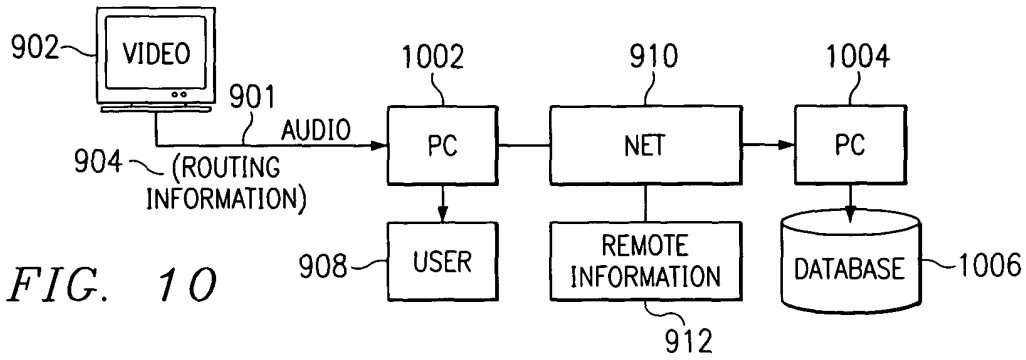 902
VIDEO
901
AUDIO
904
(ROUTING
INFORMATION)
1002
PC
910
NET
1004
PC
908
USER
REMOTE
INFORMATION
912
DATABASE
1006
FIG. 10